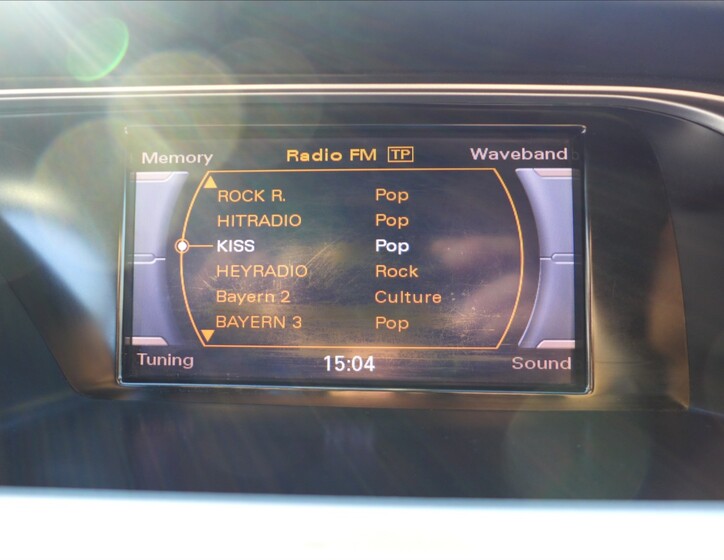 Memory Radio FM TP Waveband
ROCK R. Pop
HITRADIO Pop
KISS Pop
HEYRADIO Rock
Bayern 2 Culture
BAYERN 3 Pop
Tuning 15:04 Sound